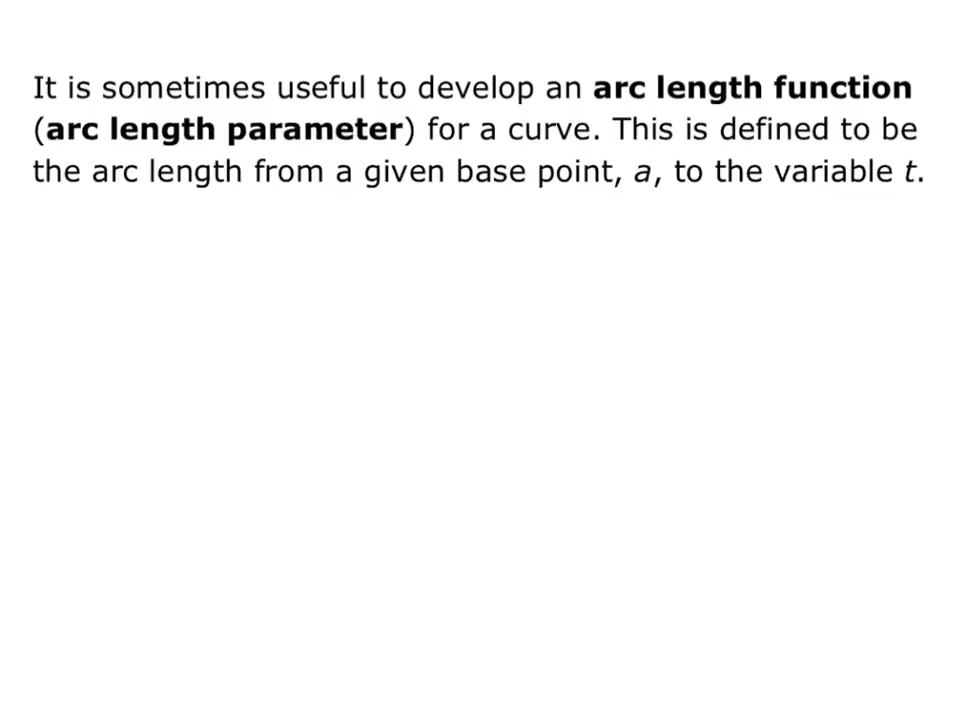 It is sometimes useful to develop an arc length function
(arc length parameter) for a curve. This is defined to be
the arc length from a given base point, a, to the variable t.